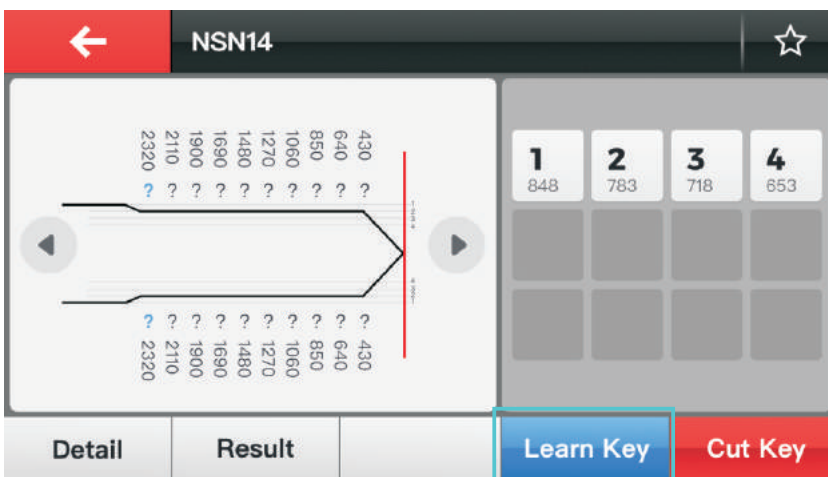 NSN14
2320 2110 1900 1690 1480 1270 1060 850 640 430
? ? ? ? ? ? ? ? ? ?
? ? ? ? ? ? ? ? ? ?
2320 2110 1900 1690 1480 1270 1060 850 640 430
1 2 3 4
848 783 718 653
Detail Result Learn Key Cut Key